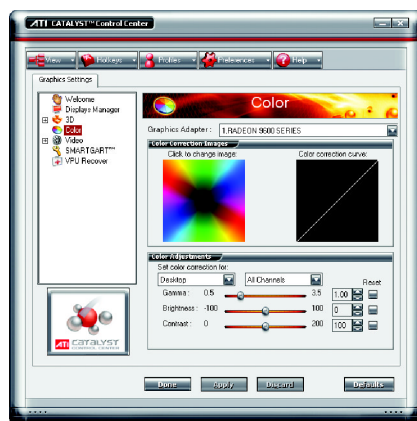 ATI CATALYST™ Control Center
View
Hotkeys
Profiles
Preferences
Help
Graphics Settings
Welcome
Displays Manager
3D
Color
Video
SMARTGART™
VPU Recover
Color
Graphics Adapter : 1.RADEON 9600 SERIES
Color Correction Images
Click to change image: Color correction curve:
Color Adjustments
Set color correction for:
Desktop All Channels Reset
Gamma : 0.5 3.5 1.00
Brightness : -100 100 0
Contrast : 0 200 100
ATI CATALYST
CONTROL CENTER
Done Apply Discard Defaults